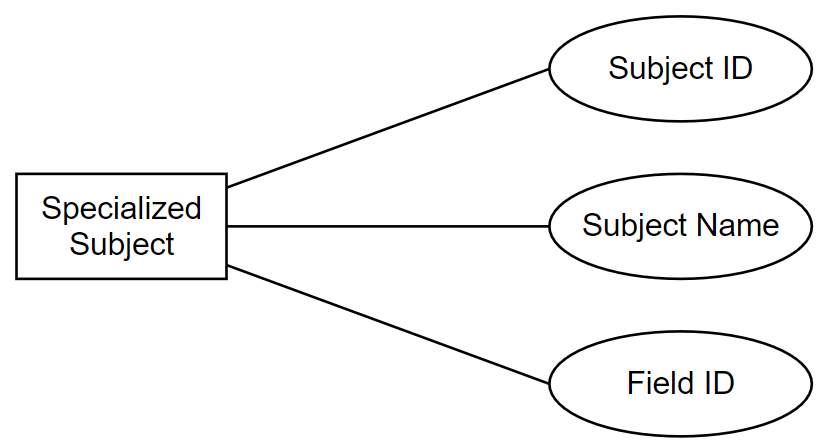 Subject ID
Specialized
Subject
Subject Name
Field ID